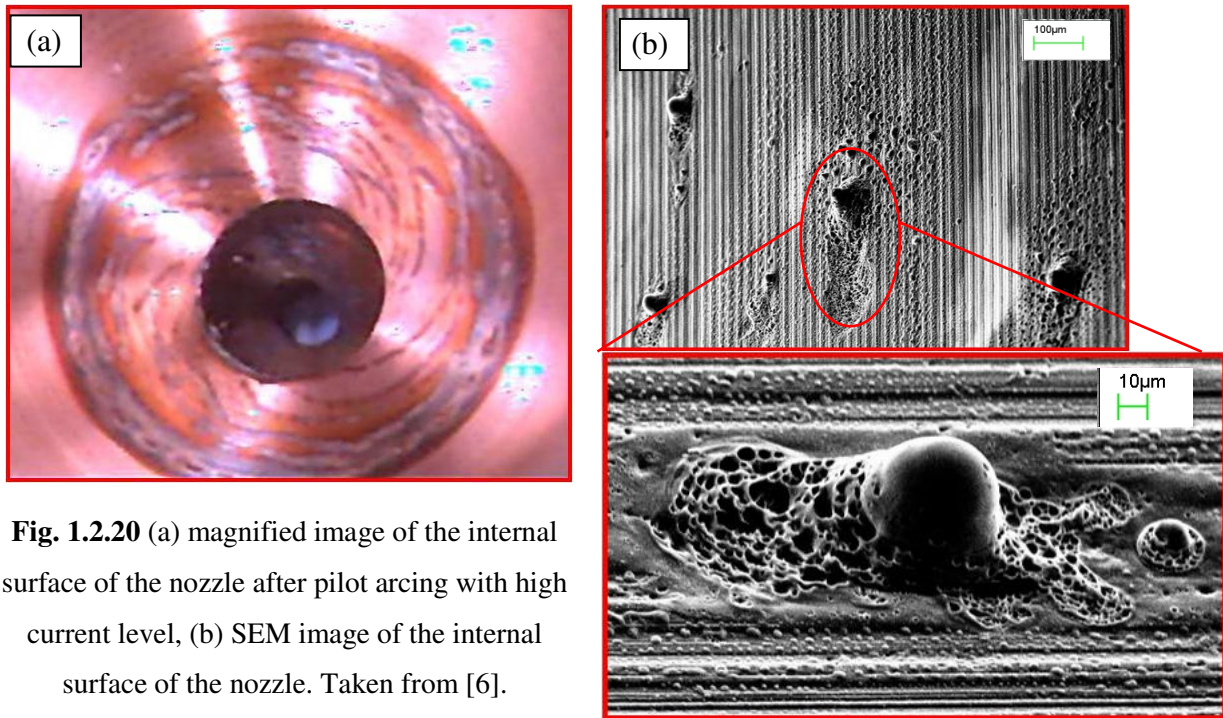 (a)
(b)
100µm
10µm
Fig. 1.2.20 (a) magnified image of the internal
surface of the nozzle after pilot arcing with high
current level, (b) SEM image of the internal
surface of the nozzle. Taken from [6].